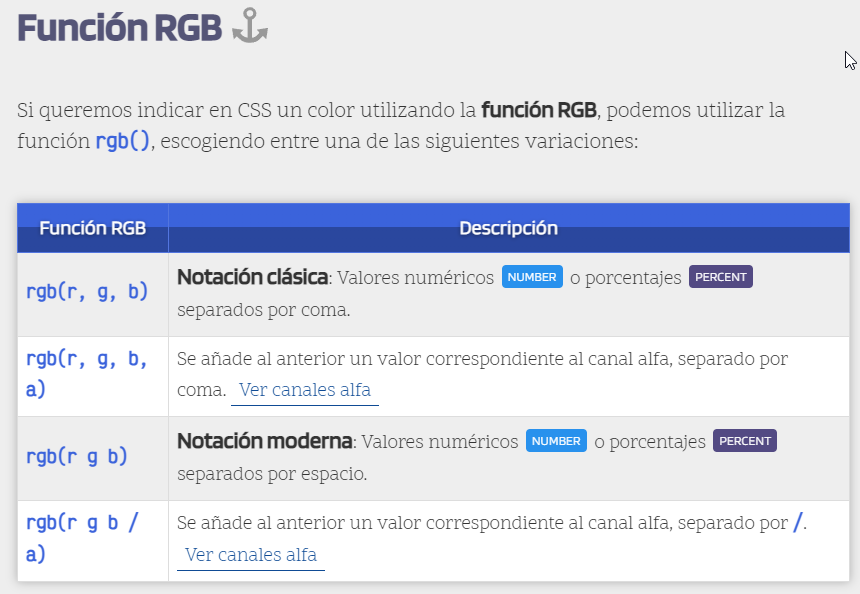 Función RGB
Si queremos indicar en CSS un color utilizando la función RGB, podemos utilizar la
función rgb(), escogiendo entre una de las siguientes variaciones:
Función RGB Descripción
rgb(r, g, b)
Notación clásica: Valores numéricos NUMBER o porcentajes PERCENT
separados por coma.
rgb(r, g, b,
a)
Se añade al anterior un valor correspondiente al canal alfa, separado por
coma. Ver canales alfa
rgb(r g b)
Notación moderna: Valores numéricos NUMBER o porcentajes PERCENT
separados por espacio.
rgb(r g b /
a)
Se añade al anterior un valor correspondiente al canal alfa, separado por /.
Ver canales alfa